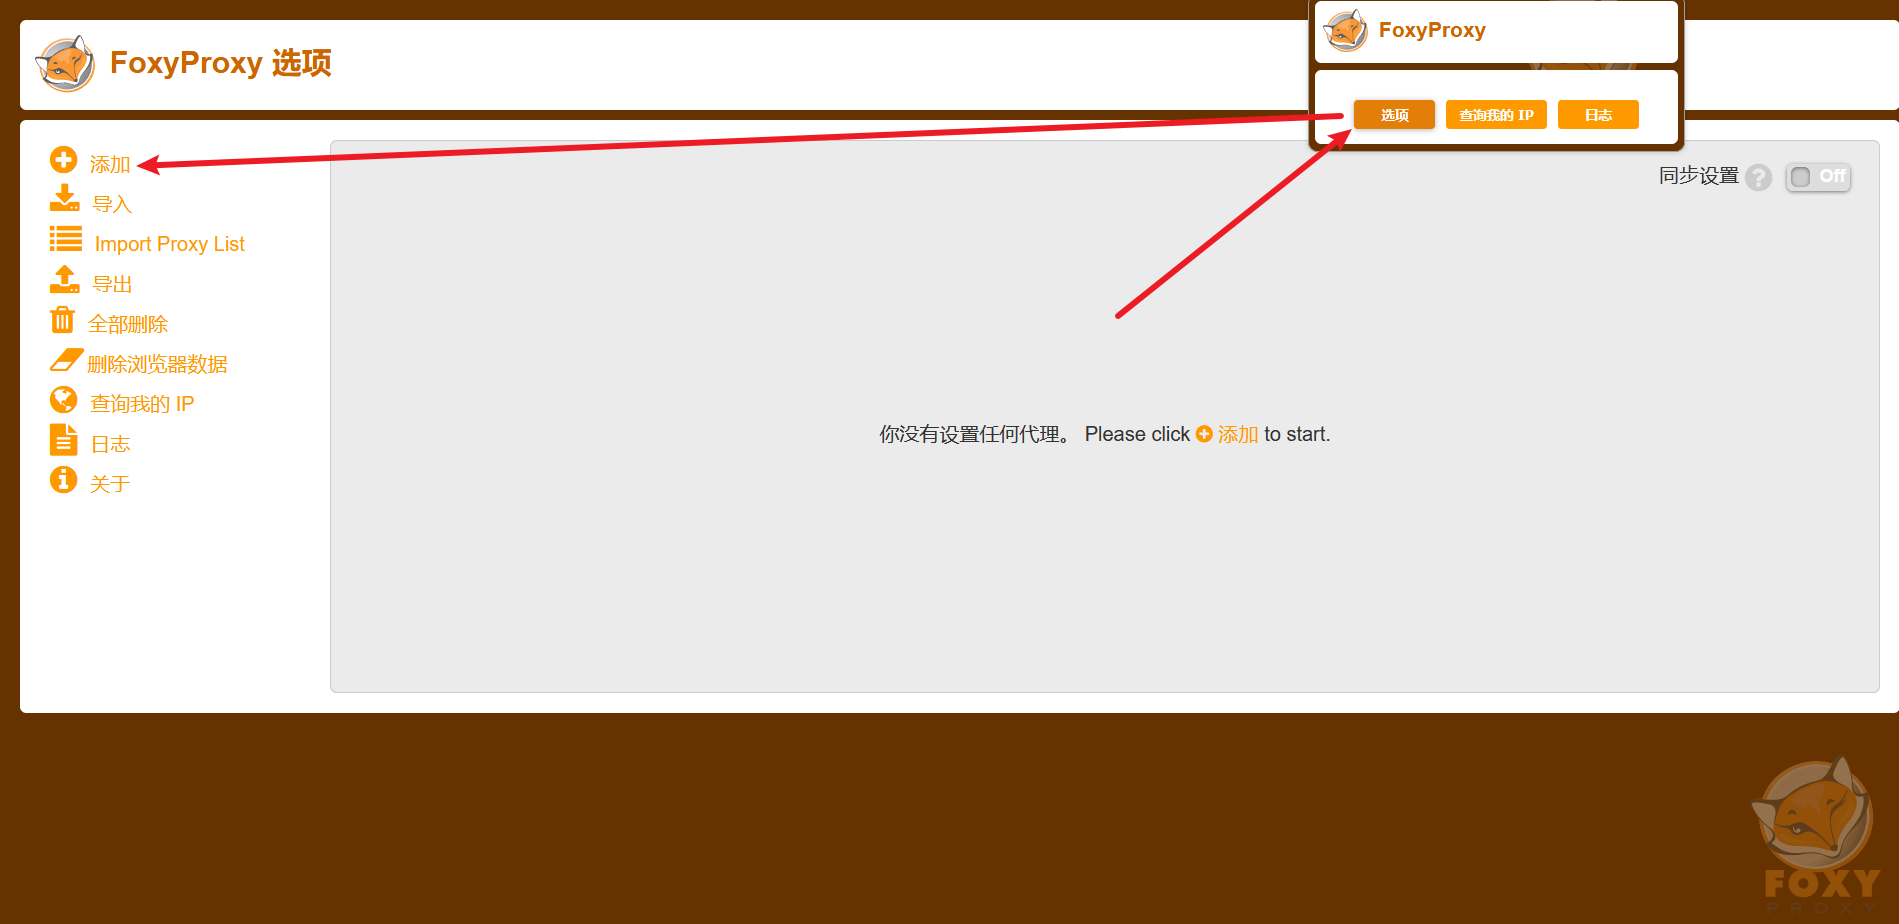 FoxyProxy 选项
FoxyProxy
选项
查询我的 IP
日志
添加
导入
Import Proxy List
导出
全部删除
删除浏览器数据
查询我的 IP
日志
关于
同步设置 ? Off
你没有设置任何代理。 Please click 添加 to start.
FOXY
PROXY